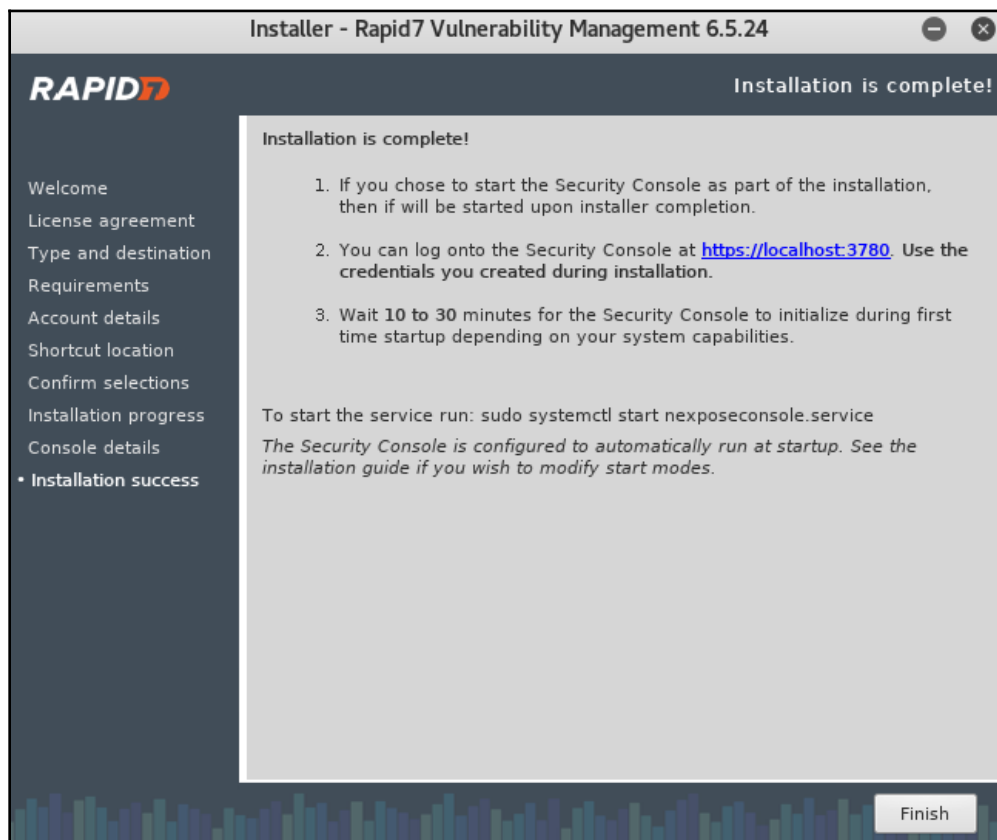 Installer - Rapid7 Vulnerability Management 6.5.24
RAPID7
Installation is complete!
Welcome
License agreement
Type and destination
Requirements
Account details
Shortcut location
Confirm selections
Installation progress
Console details
• Installation success
Installation is complete!
1. If you chose to start the Security Console as part of the installation,
then if will be started upon installer completion.
2. You can log onto the Security Console at https://localhost:3780. Use the
credentials you created during installation.
3. Wait 10 to 30 minutes for the Security Console to initialize during first
time startup depending on your system capabilities.
To start the service run: sudo systemctl start nexposeconsole.service
The Security Console is configured to automatically run at startup. See the
installation guide if you wish to modify start modes.
Finish